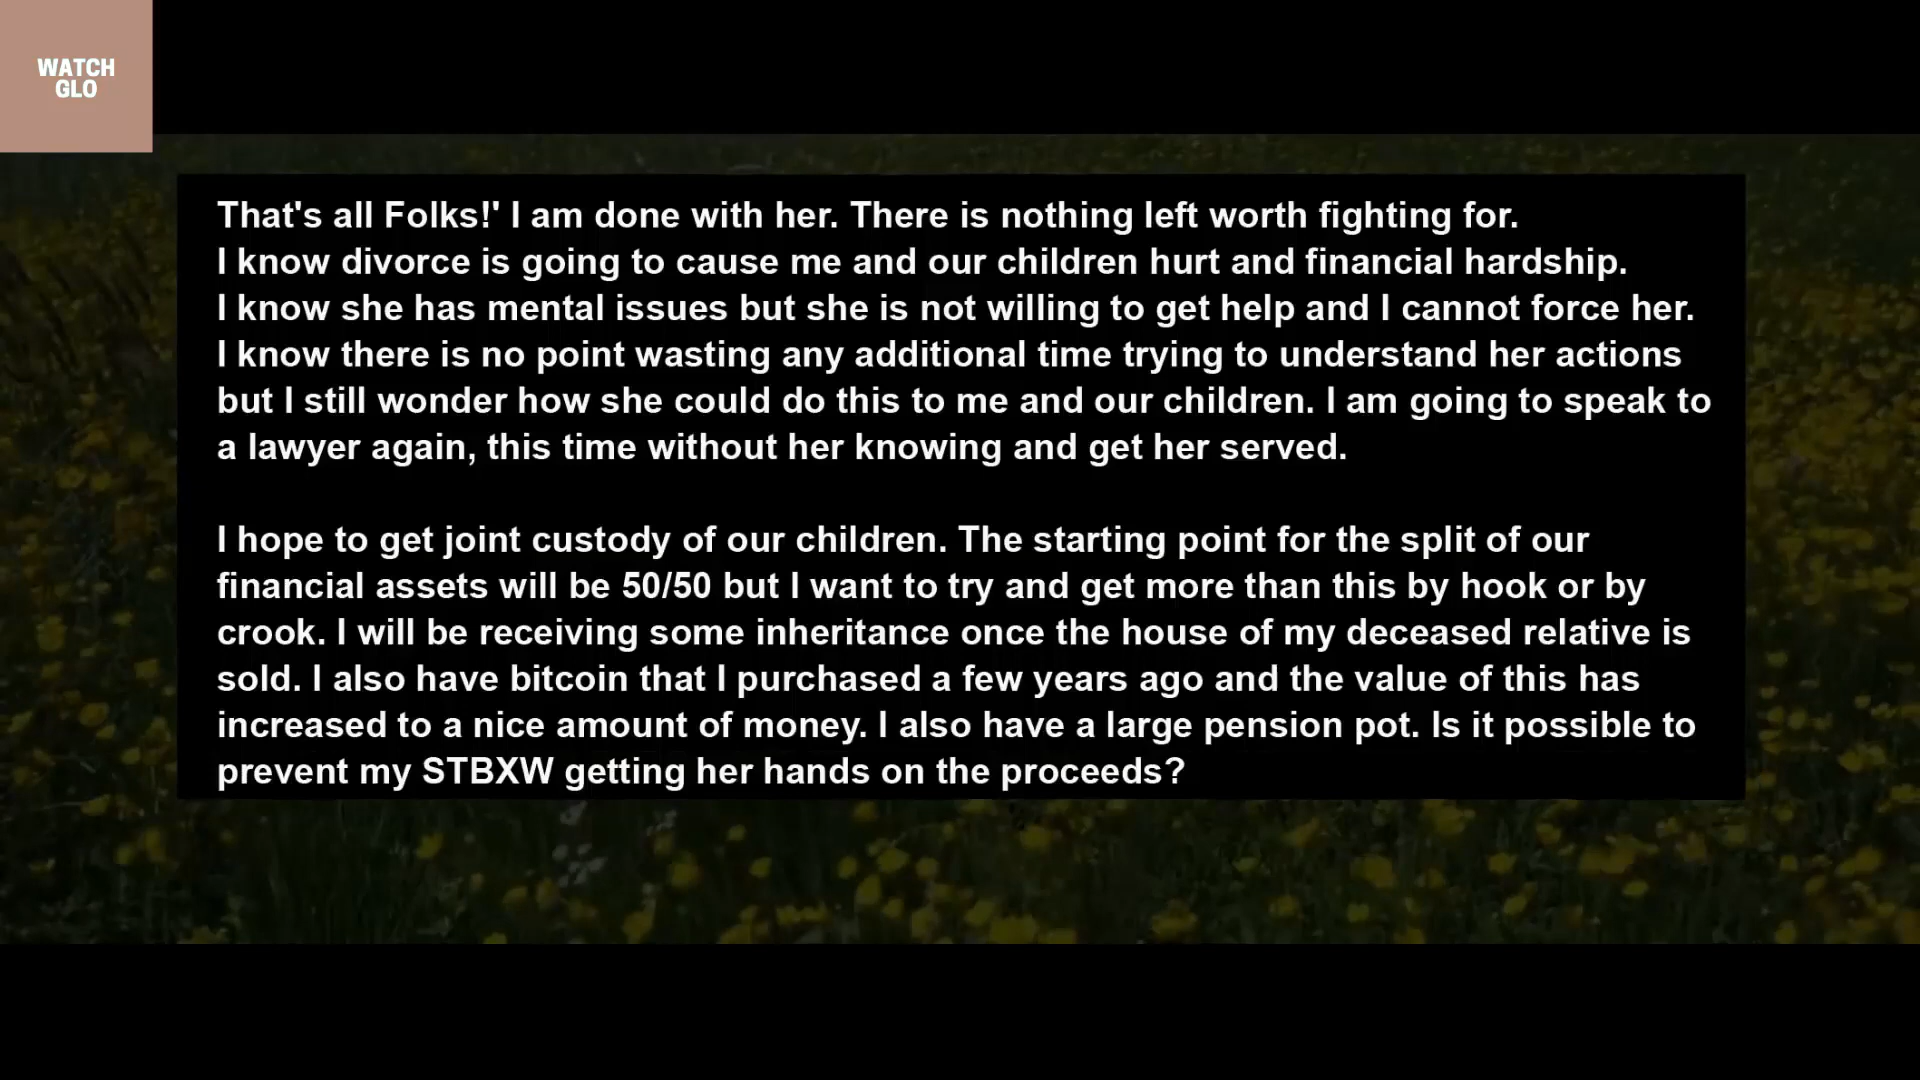 WATCH
GLO
That's all Folks!' I am done with her. There is nothing left worth fighting for.
I know divorce is going to cause me and our children hurt and financial hardship.
I know she has mental issues but she is not willing to get help and I cannot force her.
I know there is no point wasting any additional time trying to understand her actions
but I still wonder how she could do this to me and our children. I am going to speak to
a lawyer again, this time without her knowing and get her served.
I hope to get joint custody of our children. The starting point for the split of our
financial assets will be 50/50 but I want to try and get more than this by hook or by
crook. I will be receiving some inheritance once the house of my deceased relative is
sold. I also have bitcoin that I purchased a few years ago and the value of this has
increased to a nice amount of money. I also have a large pension pot. Is it possible to
prevent my STBXW getting her hands on the proceeds?